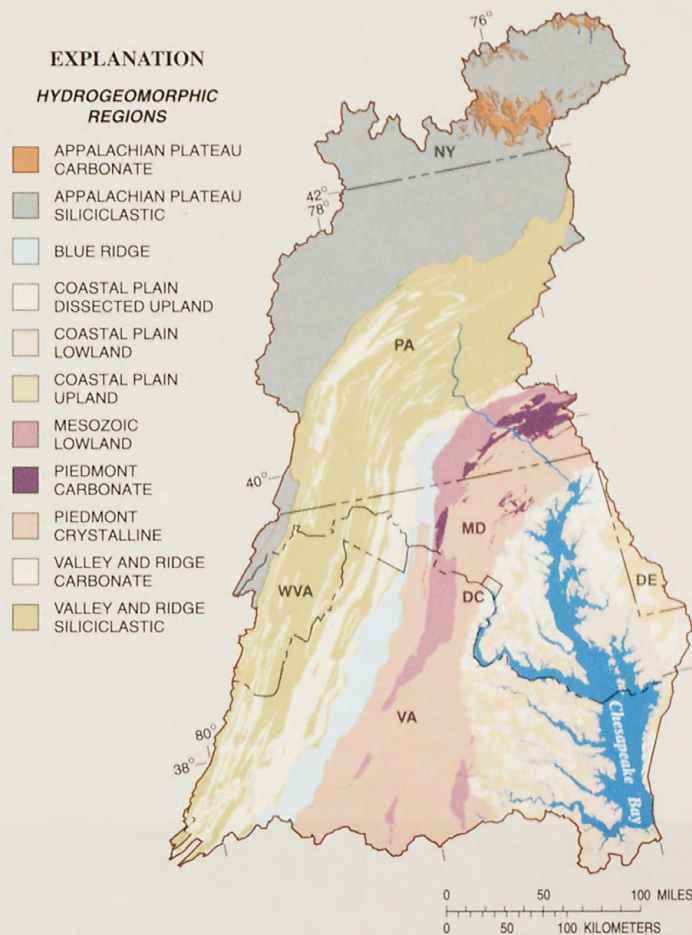 EXPLANATION
HYDROGEOMORPHIC
REGIONS
APPALACHIAN PLATEAU
CARBONATE
APPALACHIAN PLATEAU
SILICICLASTIC
BLUE RIDGE
COASTAL PLAIN
DISSECTED UPLAND
COASTAL PLAIN
LOWLAND
COASTAL PLAIN
UPLAND
MESOZOIC
LOWLAND
PIEDMONT
CARBONATE
PIEDMONT
CRYSTALLINE
VALLEY AND RIDGE
CARBONATE
VALLEY AND RIDGE
SILICICLASTIC
76°
NY
42°
78°
PA
40°
MD
WVA
DC
DE
VA
80°
38°
Chesapeake Bay
0 50 100 MILES
0 50 100 KILOMETERS